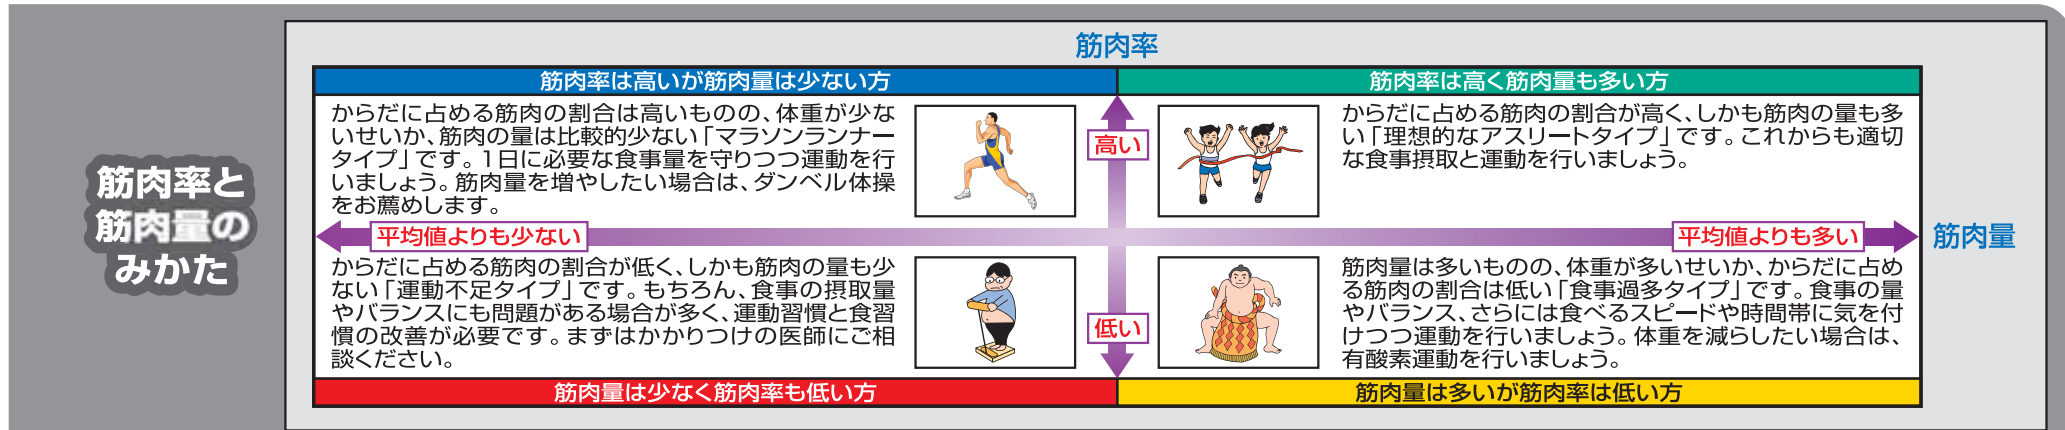 筋肉率と
筋肉量の
みかた
筋肉率
筋肉率は高いが筋肉量は少ない方
からだに占める筋肉の割合は高いものの、体重が少な
いせいか、筋肉の量は比較的少ない「マラソンランナー
タイプ」です。1日に必要な食事量を守りつつ運動を行
いましょう。筋肉量を増やしたい場合は、ダンベル体操
をお薦めします。
筋肉率は高く筋肉量も多い方
からだに占める筋肉の割合が高く、しかも筋肉の量も多
い「理想的なアスリートタイプ」です。これからも適切
な食事摂取と運動を行いましょう。
高い
平均値よりも少ない
平均値よりも多い
筋肉量
からだに占める筋肉の割合が低く、しかも筋肉の量も少
ない「運動不足タイプ」です。もちろん、食事の摂取量
やバランスにも問題がある場合が多く、運動習慣と食習
慣の改善が必要です。まずはかかりつけの医師にご相
談ください。
低い
筋肉量は多いものの、体重が多いせいか、からだに占め
る筋肉の割合は低い「食事過多タイプ」です。食事の量
やバランス、さらには食べるスピードや時間帯に気を付
けつつ運動を行いましょう。体重を減らしたい場合は、
有酸素運動を行いましょう。
筋肉量は少なく筋肉率も低い方
筋肉量は多いが筋肉率は低い方